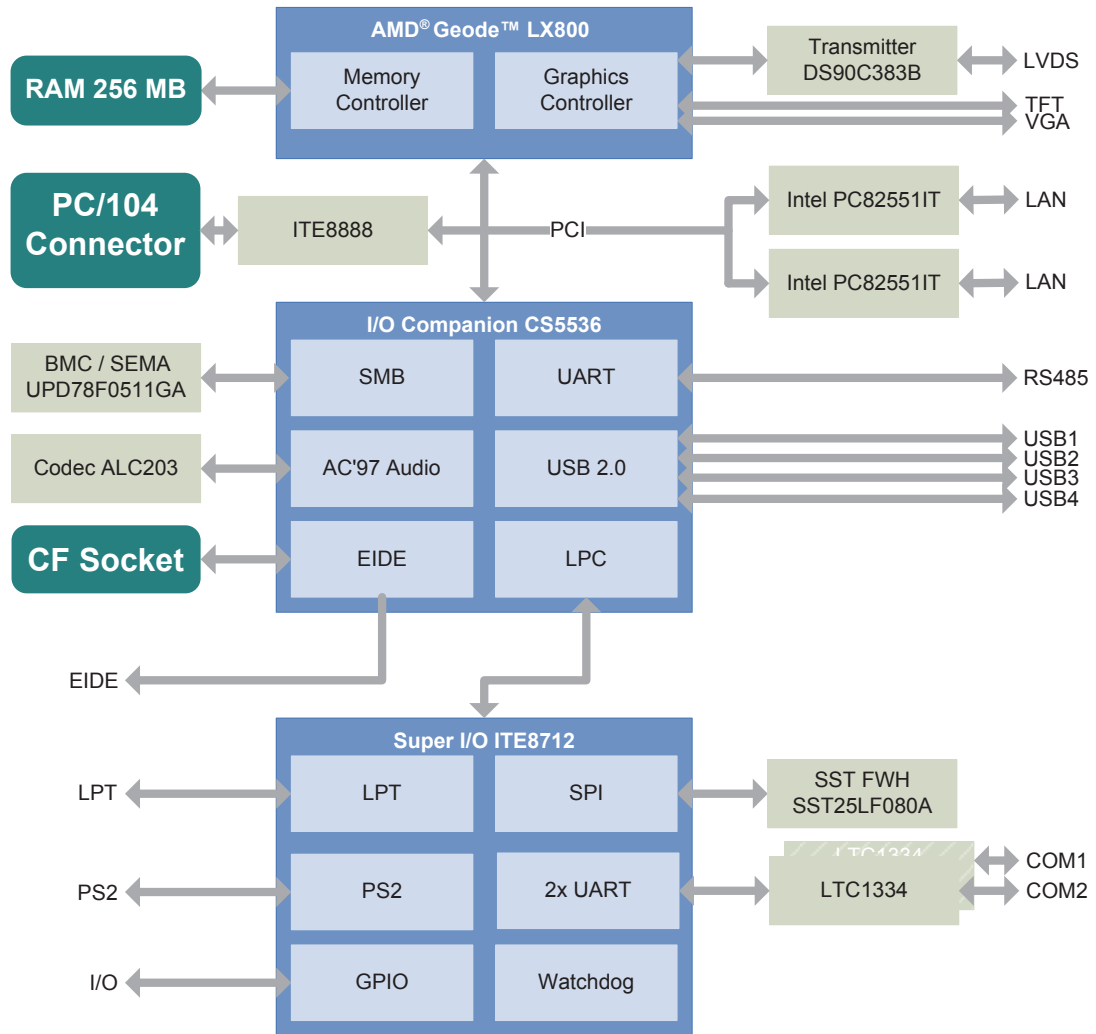 AMD® Geode™ LX800
RAM 256 MB
Memory
Controller
Graphics
Controller
Transmitter
DS90C383B
LVDS
TFT
VGA
PC/104
Connector
ITE8888
PCI
Intel PC82551IT
LAN
Intel PC82551IT
LAN
I/O Companion CS5536
BMC / SEMA
UPD78F0511GA
SMB
UART
RS485
Codec ALC203
AC'97 Audio
USB 2.0
USB1
USB2
USB3
USB4
CF Socket
EIDE
LPC
EIDE
Super I/O ITE8712
LPT
LPT
SPI
SST FWH
SST25LF080A
PS2
PS2
2x UART
LTC1334
LTC1334
COM1
COM2
I/O
GPIO
Watchdog